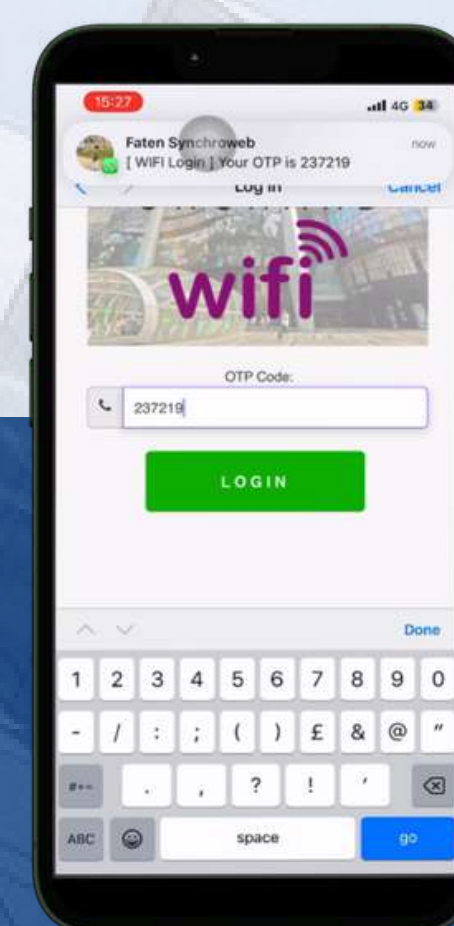 15:27
4G 34
Faten Synchroweb
now
[ WIFI Login ] Your OTP is 237219
Log in
Cancel
wifi
OTP Code:
237219
LOGIN
Done
1 2 3 4 5 6 7 8 9 0
- / : ; ( ) £ & @ "
#+= . , ? ! '
ABC space go